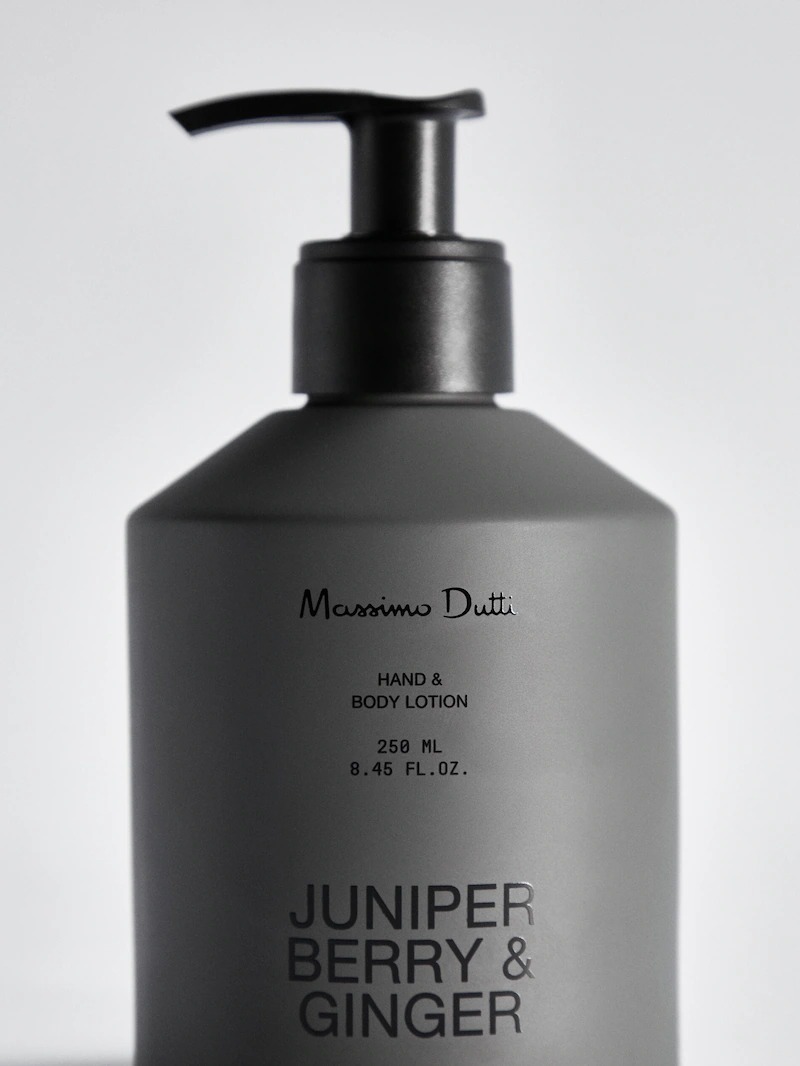 Massimo Dutti
HAND &
BODY LOTION
250 ML
8.45 FL.OZ.
JUNIPER
BERRY &
GINGER